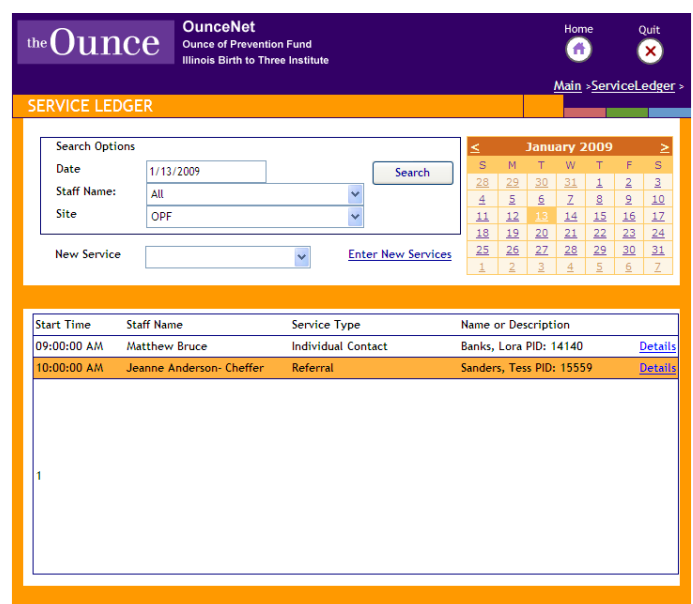 the Ounce
OunceNet
Ounce of Prevention Fund
Illinois Birth to Three Institute
Home
Quit
Main >ServiceLedger >
SERVICE LEDGER
Search Options
Date 1/13/2009 Search
Staff Name: All
Site OPF
New Service Enter New Services
< January 2009 >
S M T W T F S
28 29 30 31 1 2 3
4 5 6 7 8 9 10
11 12 13 14 15 16 17
18 19 20 21 22 23 24
25 26 27 28 29 30 31
1 2 3 4 5 6 7
Start Time Staff Name Service Type Name or Description
09:00:00 AM Matthew Bruce Individual Contact Banks, Lora PID: 14140 Details
10:00:00 AM Jeanne Anderson- Cheffer Referral Sanders, Tess PID: 15559 Details
1